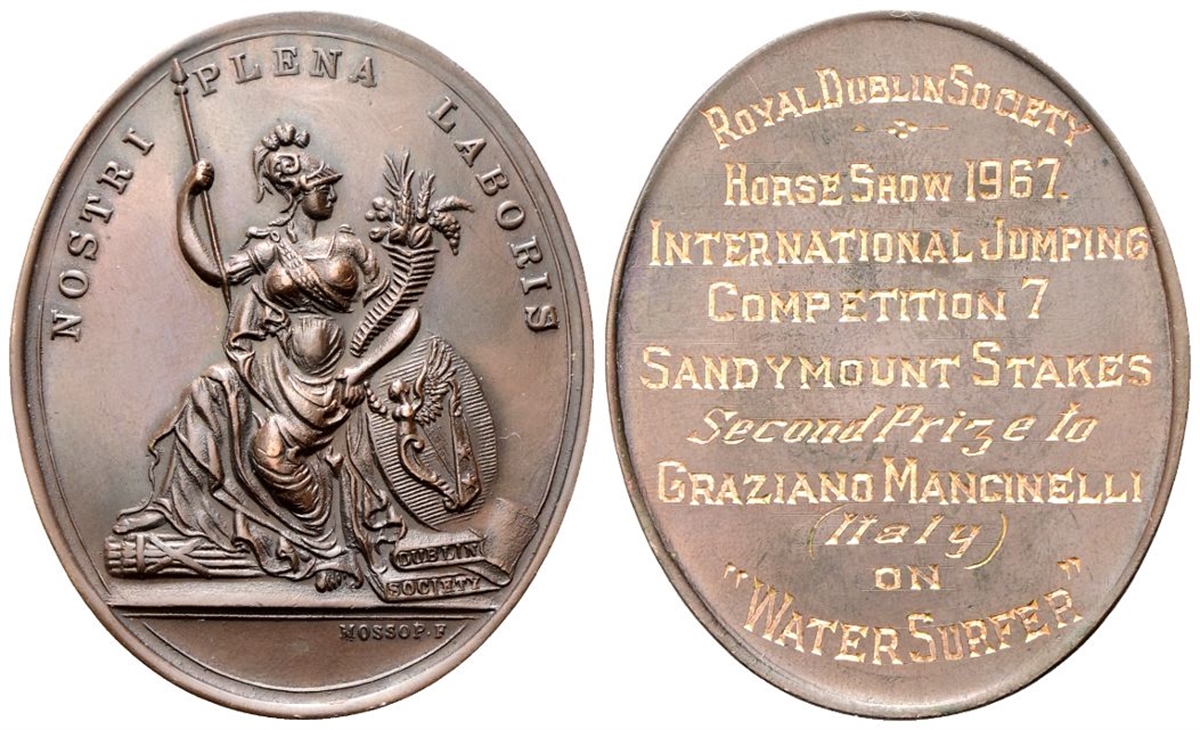 NOSTRI PLENA LABORIS
DUBLIN
SOCIETY
MOSSOP·F
ROYAL DUBLIN SOCIETY
HORSE SHOW 1967.
INTERNATIONAL JUMPING
COMPETITION 7
SANDYMOUNT STAKES
Second Prize to
GRAZIANO MANCINELLI
(Italy)
ON
"WATER SURFER"